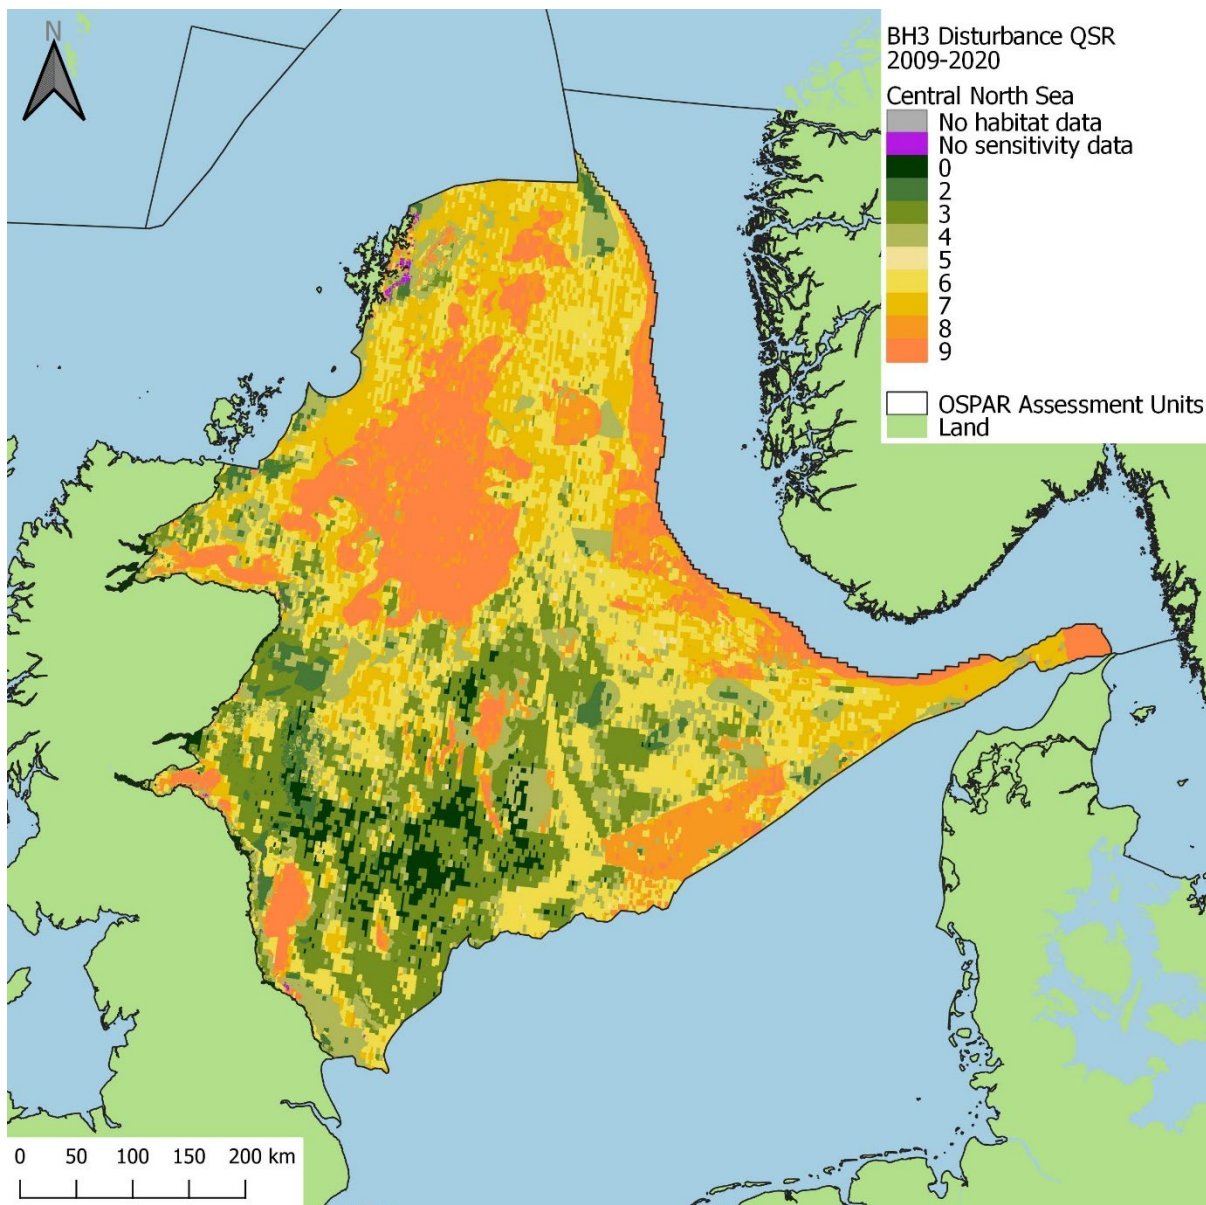 N
BH3 Disturbance QSR
2009-2020
Central North Sea
No habitat data
No sensitivity data
0
2
3
4
5
6
7
8
9
OSPAR Assessment Units
Land
0 50 100 150 200 km